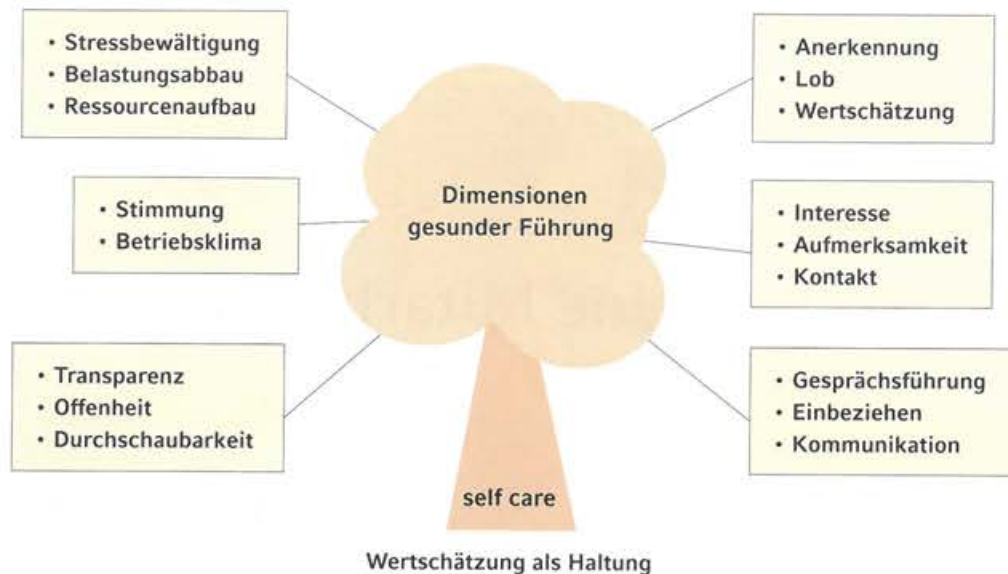 • Stressbewältigung
• Belastungsabbau
• Ressourcenaufbau
• Anerkennung
• Lob
• Wertschätzung
Dimensionen
gesunder Führung
• Stimmung
• Betriebsklima
• Interesse
• Aufmerksamkeit
• Kontakt
• Transparenz
• Offenheit
• Durchschaubarkeit
• Gesprächsführung
• Einbeziehen
• Kommunikation
self care
Wertschätzung als Haltung